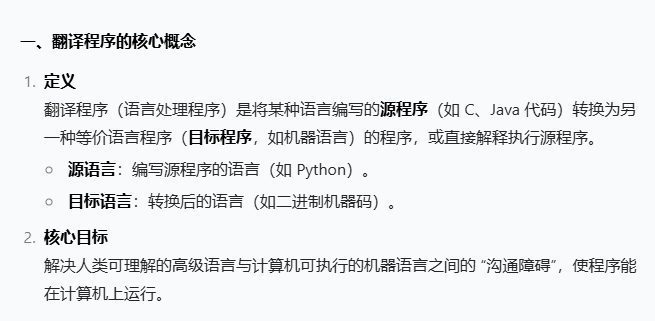 一、翻译程序的核心概念
1. 定义
翻译程序（语言处理程序）是将某种语言编写的源程序（如 C、Java 代码）转换为另
一种等价语言程序（目标程序，如机器语言）的程序，或直接解释执行源程序。
○ 源语言：编写源程序的语言（如 Python）。
○ 目标语言：转换后的语言（如二进制机器码）。
2. 核心目标
解决人类可理解的高级语言与计算机可执行的机器语言之间的 “沟通障碍”，使程序能
在计算机上运行。